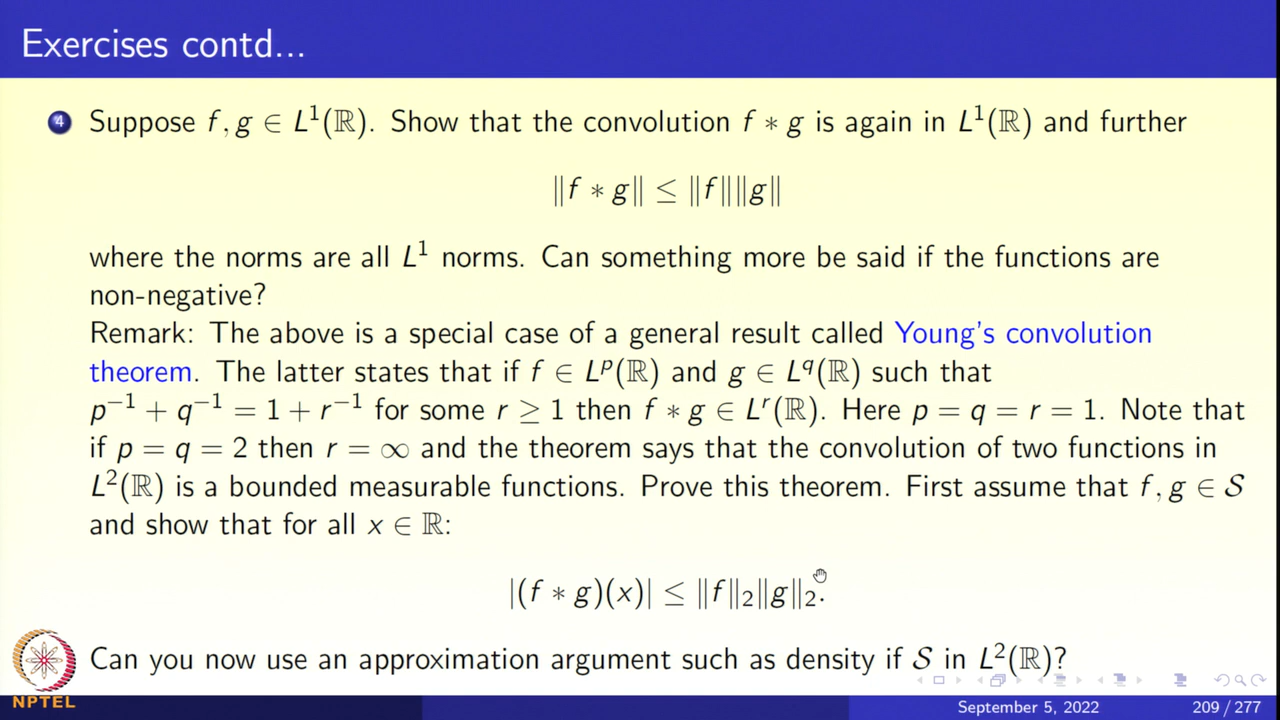 Exercises contd...
4 Suppose f, g ∈ L¹(ℝ). Show that the convolution f ∗ g is again in L¹(ℝ) and further
‖f ∗ g‖ ≤ ‖f‖‖g‖
where the norms are all L¹ norms. Can something more be said if the functions are
non-negative?
Remark: The above is a special case of a general result called Young's convolution
theorem. The latter states that if f ∈ Lᵖ(ℝ) and g ∈ L^q(ℝ) such that
p⁻¹ + q⁻¹ = 1 + r⁻¹ for some r ≥ 1 then f ∗ g ∈ Lʳ(ℝ). Here p = q = r = 1. Note that
if p = q = 2 then r = ∞ and the theorem says that the convolution of two functions in
L²(ℝ) is a bounded measurable functions. Prove this theorem. First assume that f, g ∈ 𝒮
and show that for all x ∈ ℝ:
|(f ∗ g)(x)| ≤ ‖f‖₂‖g‖₂.
Can you now use an approximation argument such as density if 𝒮 in L²(ℝ)?
NPTEL
September 5, 2022 209 / 277